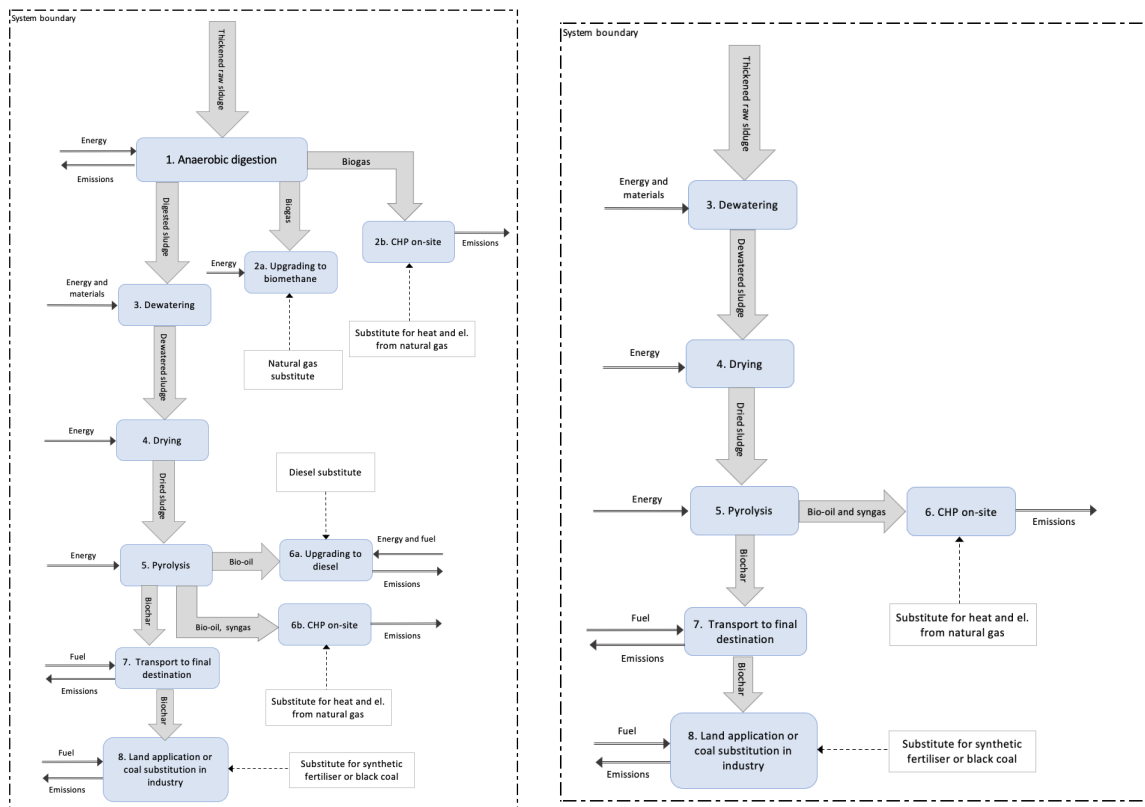 System boundary
Thickened raw sludge
Energy
Emissions
1. Anaerobic digestion
Biogas
Digested sludge
Biogas
2b. CHP on-site
Emissions
Energy
2a. Upgrading to
biomethane
Energy and
materials
3. Dewatering
Substitute for heat and el.
from natural gas
Natural gas
substitute
Dewatered sludge
Energy
4. Drying
Dried sludge
Diesel substitute
Energy
5. Pyrolysis
Bio-oil
6a. Upgrading to
diesel
Energy and fuel
Emissions
Biochar
Bio-oil, syngas
6b. CHP on-site
Emissions
Fuel
Emissions
7. Transport to final
destination
Substitute for heat and el.
from natural gas
Biochar
Fuel
Emissions
8. Land application or
coal substitution in
industry
Substitute for synthetic
fertiliser or black coal
System boundary
Thickened raw sludge
Energy and
materials
3. Dewatering
Dewatered sludge
Energy
4. Drying
Dried sludge
Energy
5. Pyrolysis
Bio-oil and syngas
6. CHP on-site
Emissions
Biochar
Substitute for heat and el.
from natural gas
Fuel
Emissions
7. Transport to final
destination
Biochar
Fuel
Emissions
8. Land application or
coal substitution in
industry
Substitute for synthetic
fertiliser or black coal